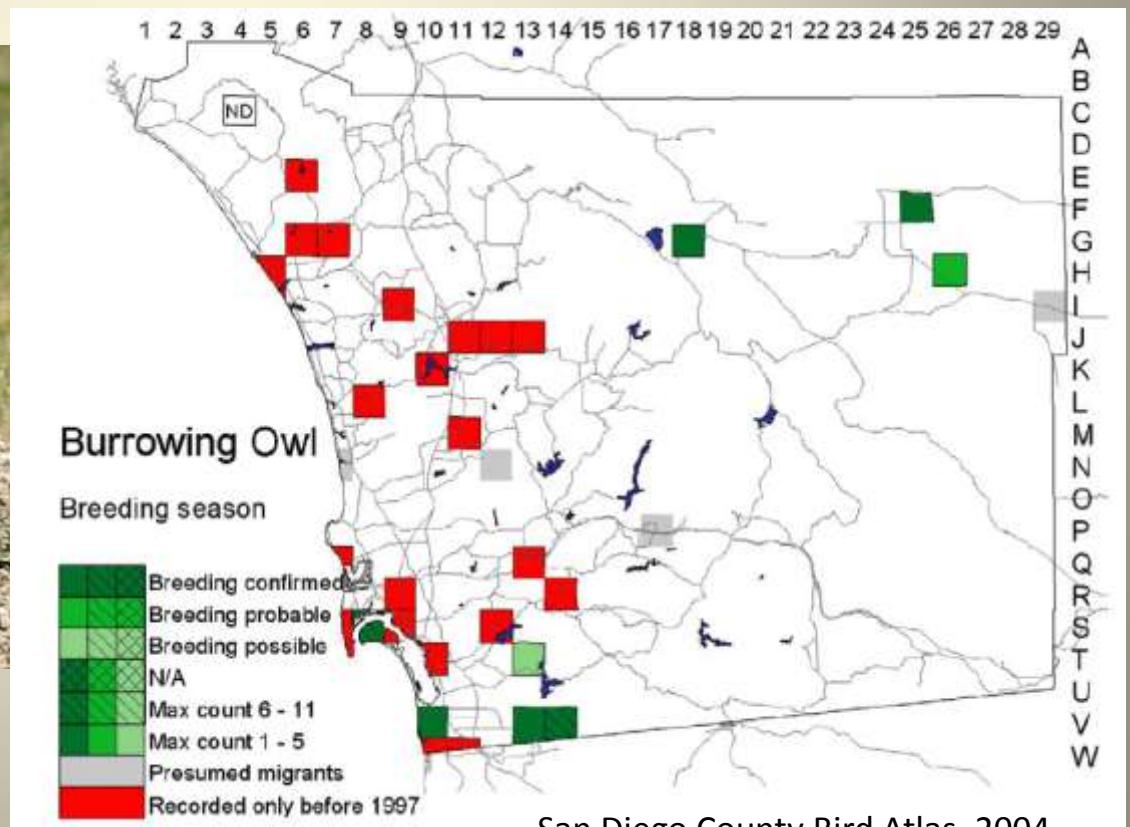 1 2 3 4 5 6 7 8 9 10 11 12 13 14 15 16 17 18 19 20 21 22 23 24 25 26 27 28 29
A
B
C
D
E
F
G
H
I
J
K
L
M
N
O
P
Q
R
S
T
U
V
W
ND
Burrowing Owl
Breeding season
Breeding confirmed
Breeding probable
Breeding possible
N/A
Max count 6 - 11
Max count 1 - 5
Presumed migrants
Recorded only before 1997
San Diego County Bird Atlas, 2004